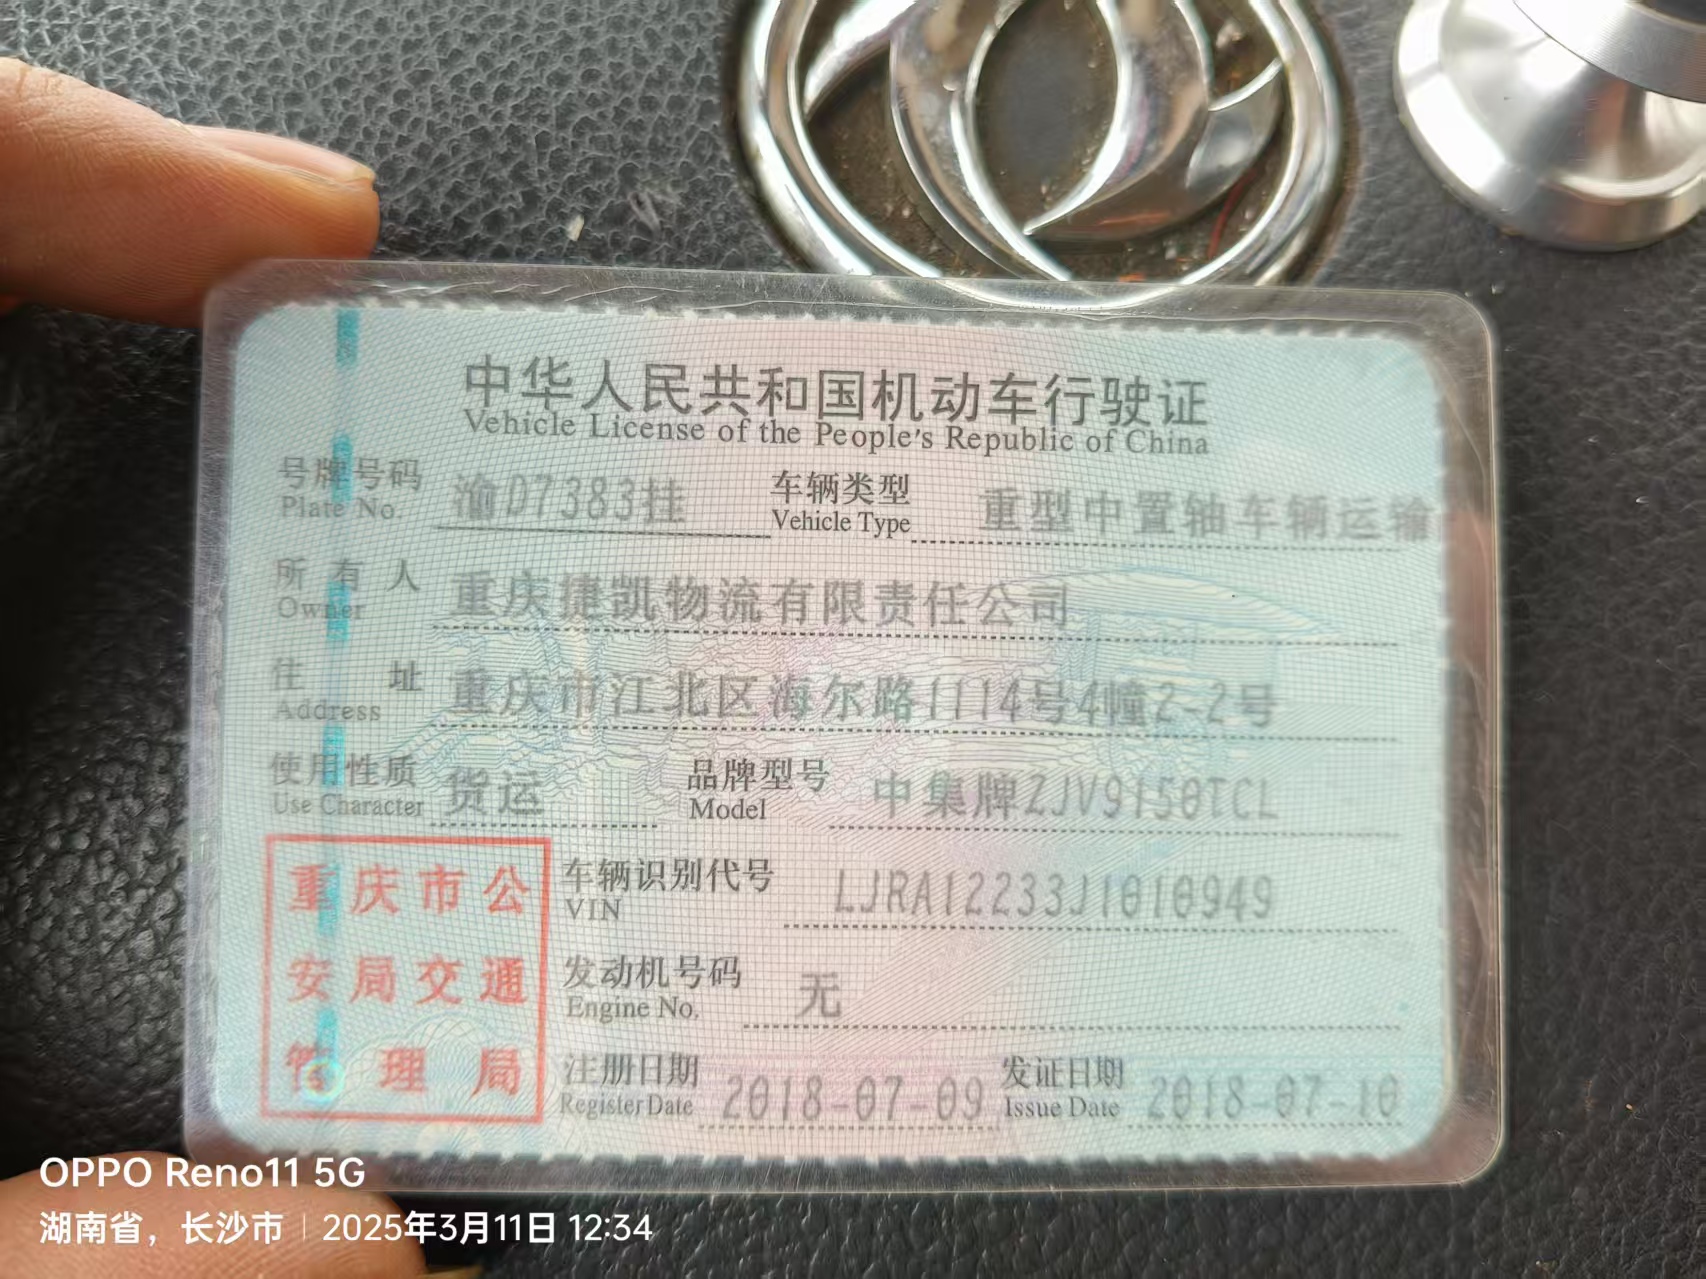 中华人民共和国机动车行驶证
Vehicle License of the People's Republic of China
号牌号码 渝D7383挂 车辆类型 重型中置轴车辆运输
Plate No. Vehicle Type
所有人 重庆捷凯物流有限责任公司
Owner
住址 重庆市江北区海尔路1114号4幢2-2号
Address
使用性质 货运 品牌型号 中集牌ZJV9150TCL
Use Character Model
重庆市公
安局交通
管理局
车辆识别代号 LJRA12233J1010949
VIN
发动机号码 无
Engine No.
注册日期 2018-07-09 发证日期 2018-07-10
Register Date Issue Date
OPPO Reno11 5G
湖南省，长沙市 | 2025年3月11日 12:34